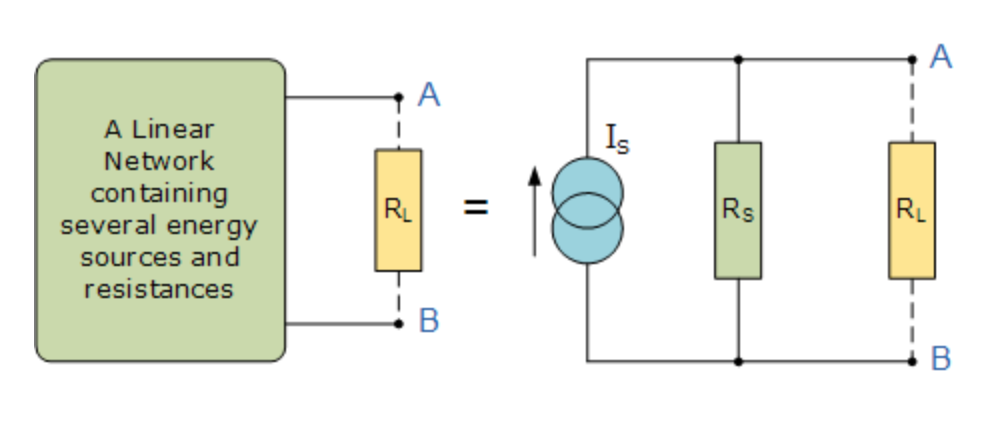 A Linear
Network
containing
several energy
sources and
resistances
A
RL
B
=
IS
RS
RL
A
B